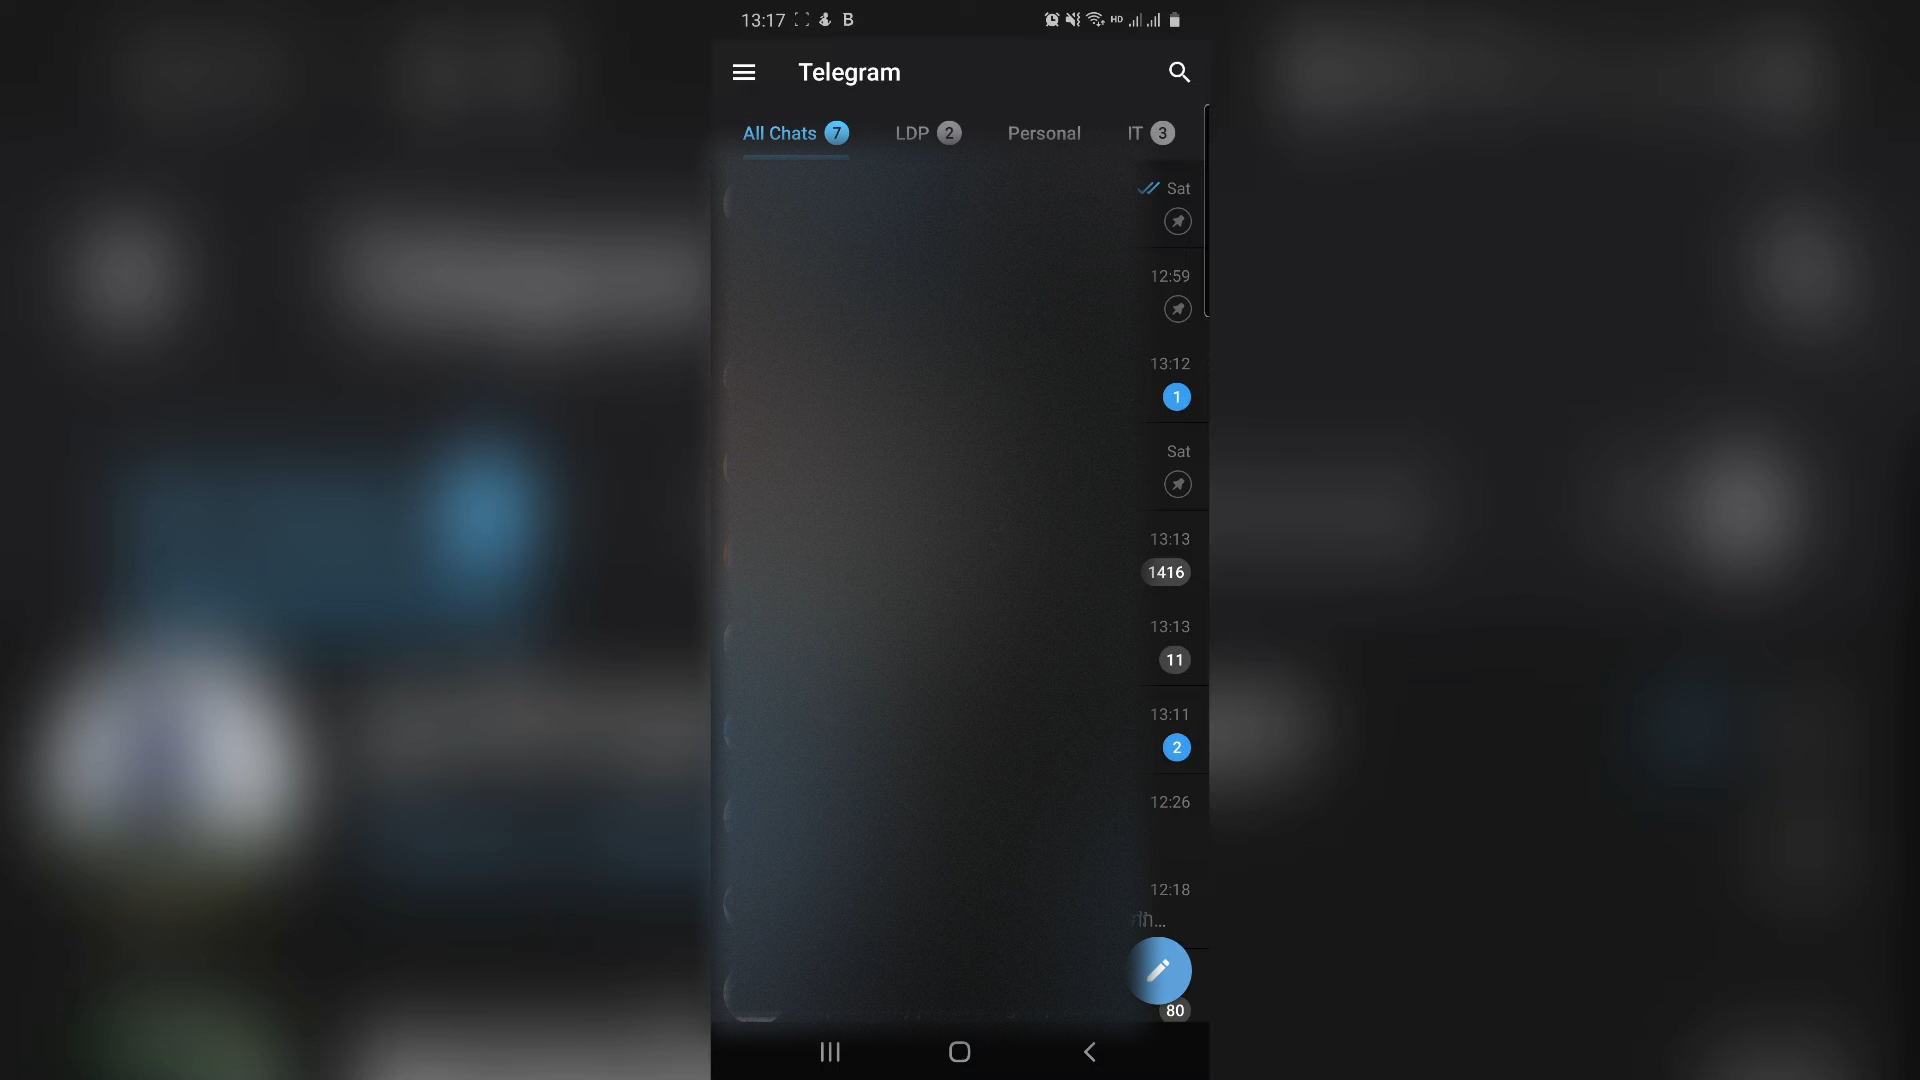 13:17 B HD
Telegram
All Chats 7 LDP 2 Personal IT 3
Sat
12:59
13:12
1
Sat
13:13
1416
13:13
11
13:11
2
12:26
12:18
80